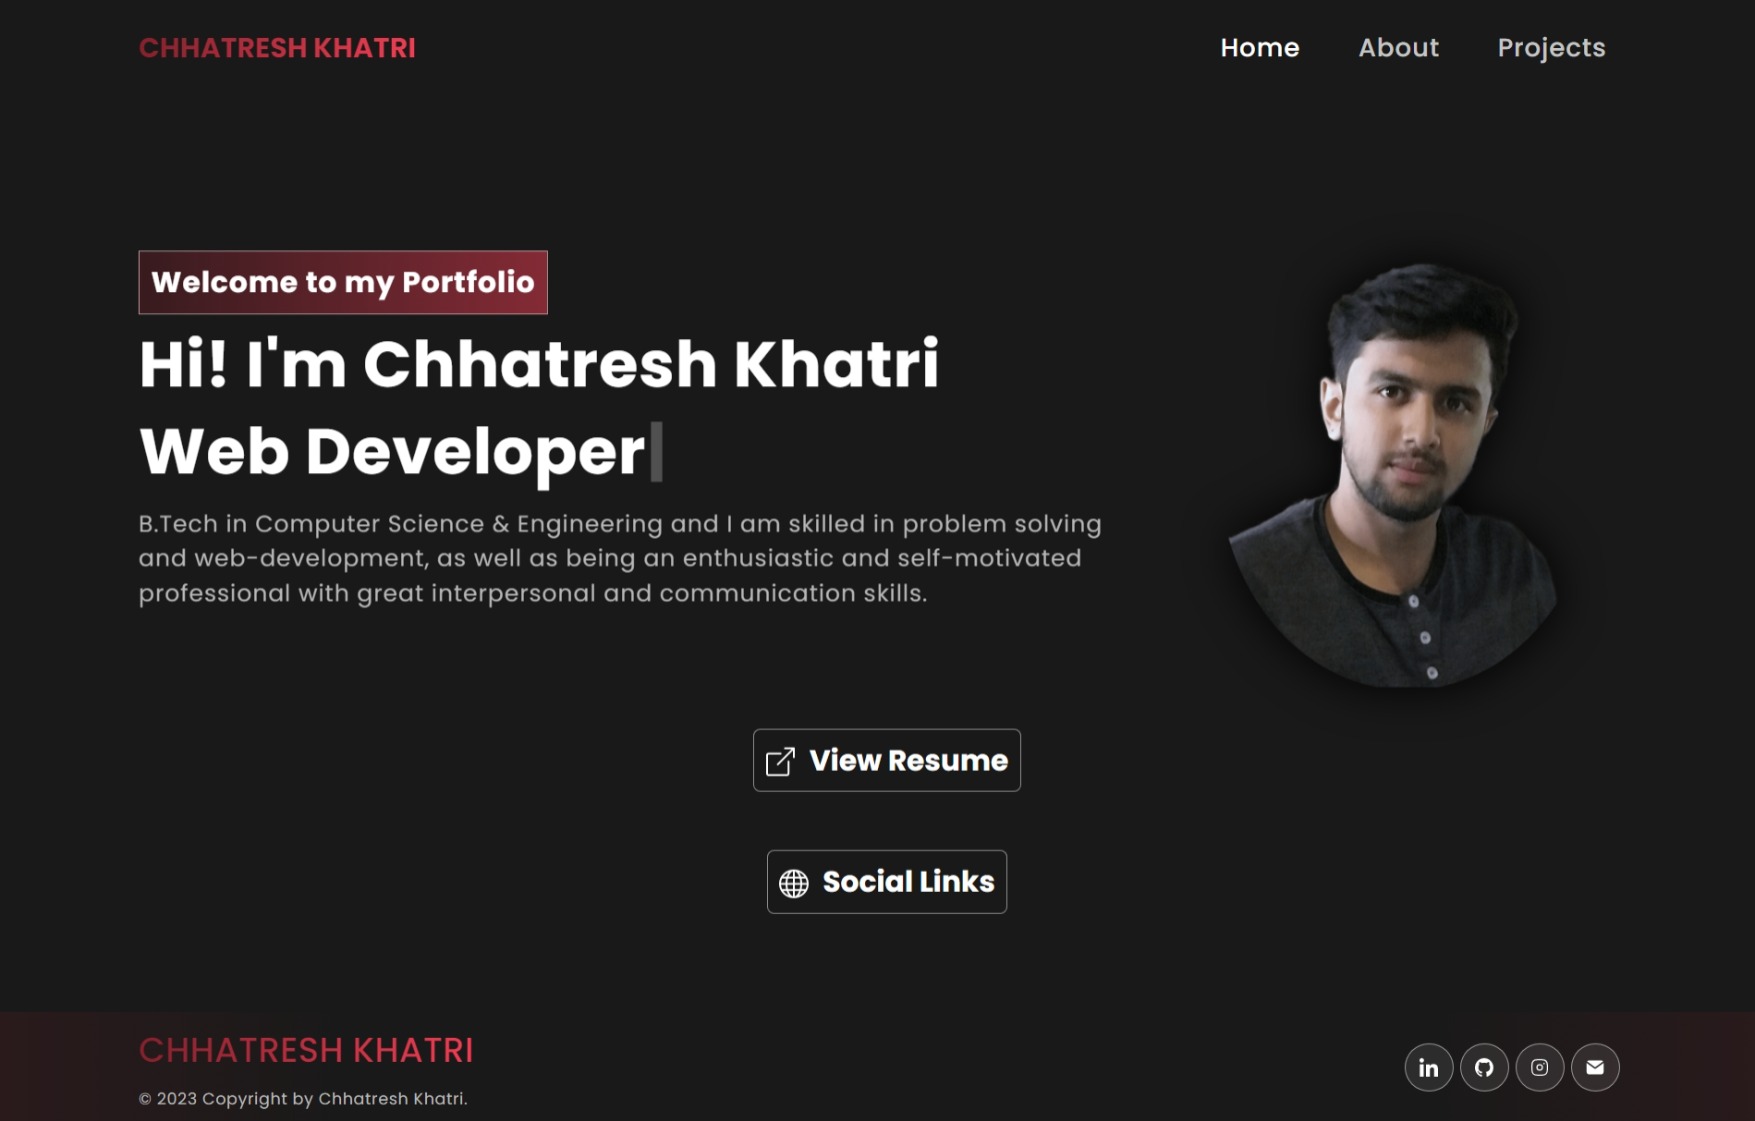 CHHATRESH KHATRI
Home
About
Projects
Welcome to my Portfolio
Hi! I'm Chhatresh Khatri
Web Developer
B.Tech in Computer Science & Engineering and I am skilled in problem solving
and web-development, as well as being an enthusiastic and self-motivated
professional with great interpersonal and communication skills.
View Resume
Social Links
CHHATRESH KHATRI
© 2023 Copyright by Chhatresh Khatri.
in